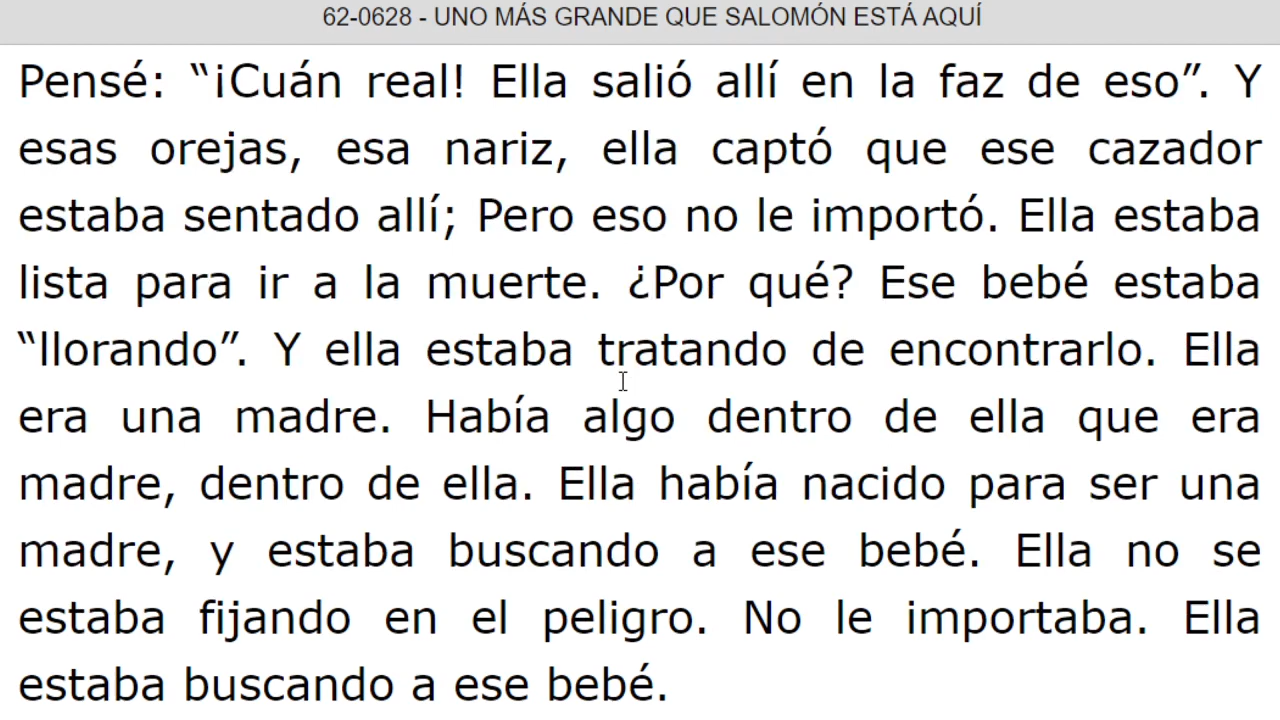 62-0628 - UNO MÁS GRANDE QUE SALOMÓN ESTÁ AQUÍ
Pensé: “¡Cuán real! Ella salió allí en la faz de eso”. Y
esas orejas, esa nariz, ella captó que ese cazador
estaba sentado allí; Pero eso no le importó. Ella estaba
lista para ir a la muerte. ¿Por qué? Ese bebé estaba
“llorando”. Y ella estaba tratando de encontrarlo. Ella
era una madre. Había algo dentro de ella que era
madre, dentro de ella. Ella había nacido para ser una
madre, y estaba buscando a ese bebé. Ella no se
estaba fijando en el peligro. No le importaba. Ella
estaba buscando a ese bebé.